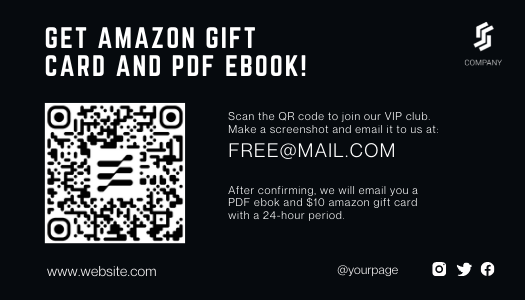 GET AMAZON GIFT
CARD AND PDF EBOOK!
COMPANY
Scan the QR code to join our VIP club.
Make a screenshot and email it to us at:
FREE@MAIL.COM
After confirming, we will email you a
PDF ebok and $10 amazon gift card
with a 24-hour period.
www.website.com
@yourpage